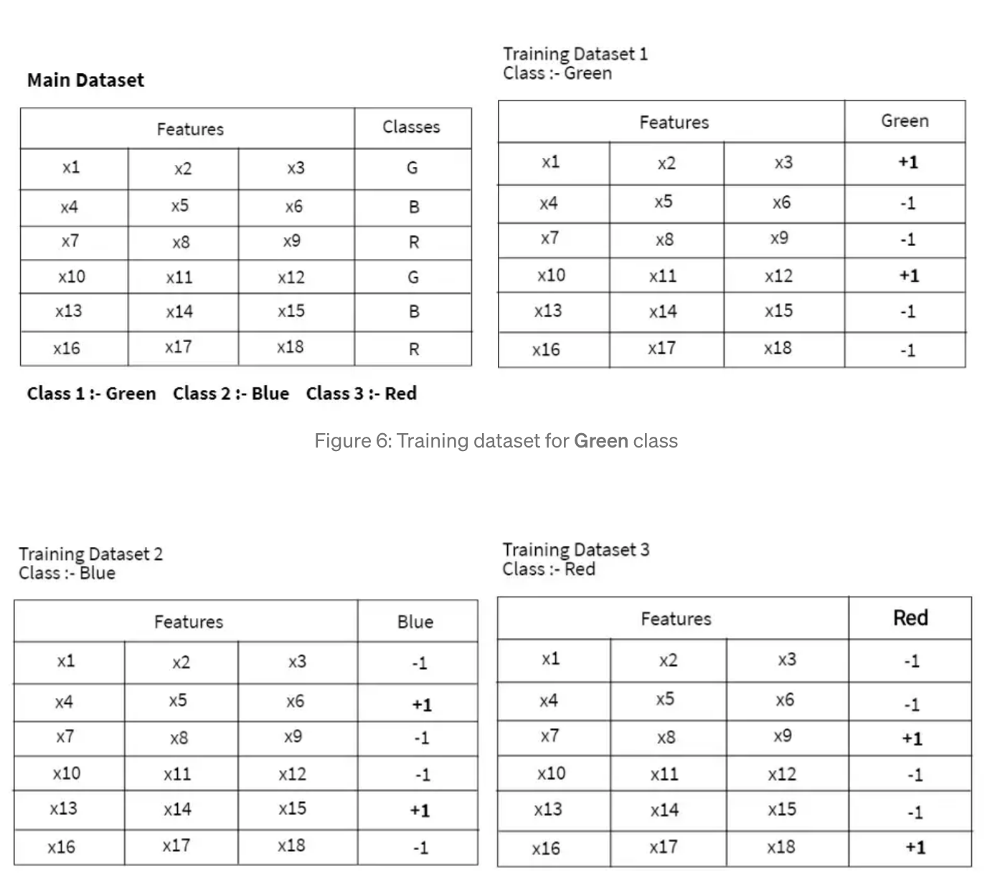 Main Dataset
Features Classes
x1 x2 x3 G
x4 x5 x6 B
x7 x8 x9 R
x10 x11 x12 G
x13 x14 x15 B
x16 x17 x18 R
Class 1 :- Green Class 2 :- Blue Class 3 :- Red
Training Dataset 1
Class :- Green
Features Green
x1 x2 x3 +1
x4 x5 x6 -1
x7 x8 x9 -1
x10 x11 x12 +1
x13 x14 x15 -1
x16 x17 x18 -1
Figure 6: Training dataset for Green class
Training Dataset 2
Class :- Blue
Features Blue
x1 x2 x3 -1
x4 x5 x6 +1
x7 x8 x9 -1
x10 x11 x12 -1
x13 x14 x15 +1
x16 x17 x18 -1
Training Dataset 3
Class :- Red
Features Red
x1 x2 x3 -1
x4 x5 x6 -1
x7 x8 x9 +1
x10 x11 x12 -1
x13 x14 x15 -1
x16 x17 x18 +1